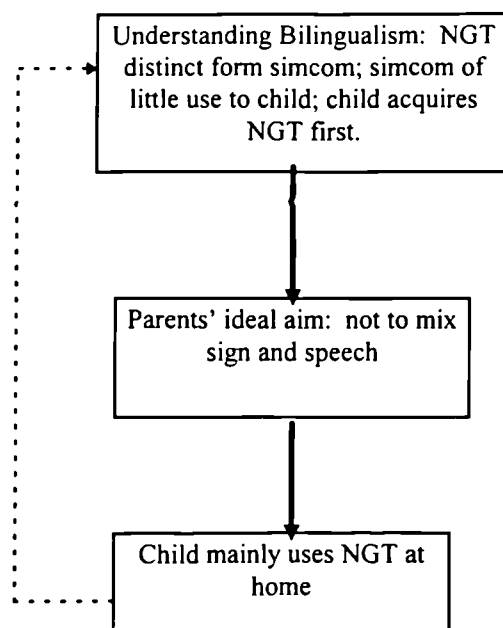 Understanding Bilingualism: NGT
distinct form simcom; simcom of
little use to child; child acquires
NGT first.
Parents' ideal aim: not to mix
sign and speech
Child mainly uses NGT at
home